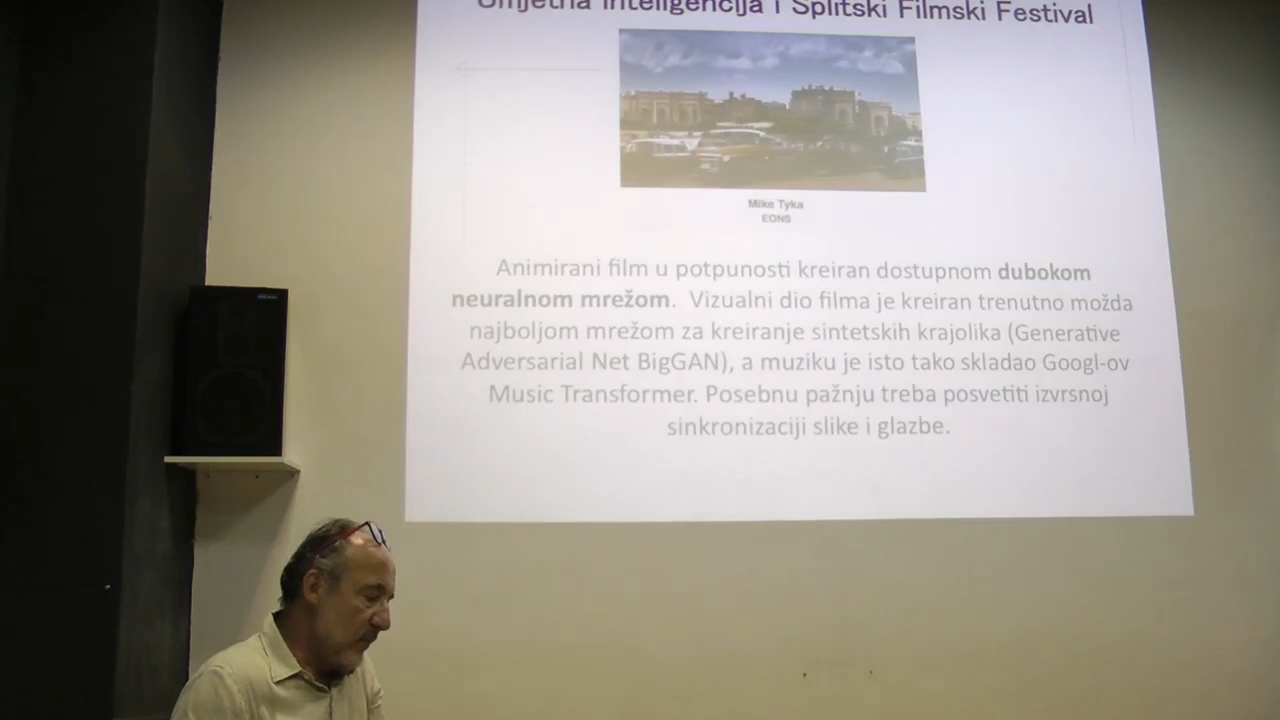 Umjetna Inteligencija i Splitski Filmski Festival
Mike Tyka
EONS
Animirani film u potpunosti kreiran dostupnom dubokom
neuralnom mrežom. Vizualni dio filma je kreiran trenutno možda
najboljom mrežom za kreiranje sintetskih krajolika (Generative
Adversarial Net BigGAN), a muziku je isto tako skladao Googl-ov
Music Transformer. Posebnu pažnju treba posvetiti izvrsnoj
sinkronizaciji slike i glazbe.